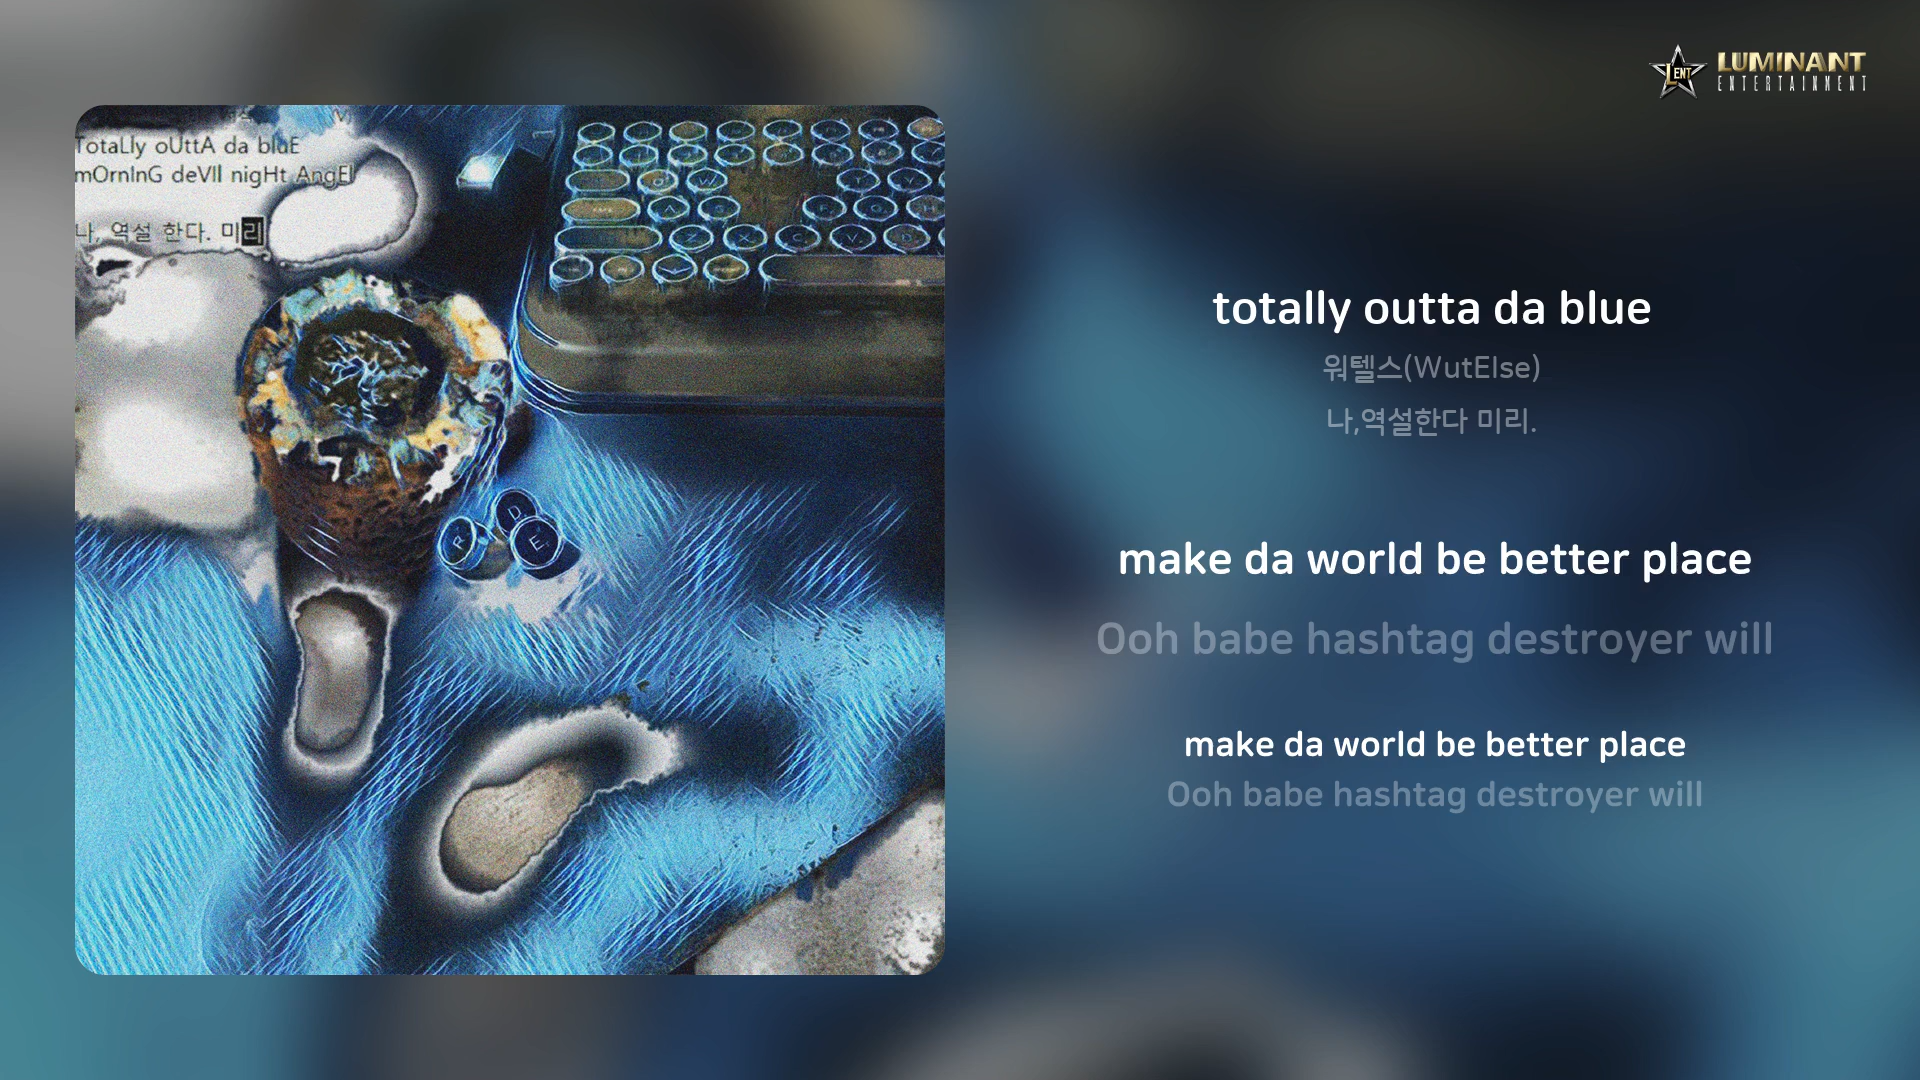 TotaLly oUttA da bluE
mOrnInG deVIl nigHt AngEl
나, 역설 한다. 미리
R
D
E
LENT
LUMINANT
ENTERTAINMENT
totally outta da blue
워텔스(WutElse)
나,역설한다 미리.
make da world be better place
Ooh babe hashtag destroyer will
make da world be better place
Ooh babe hashtag destroyer will